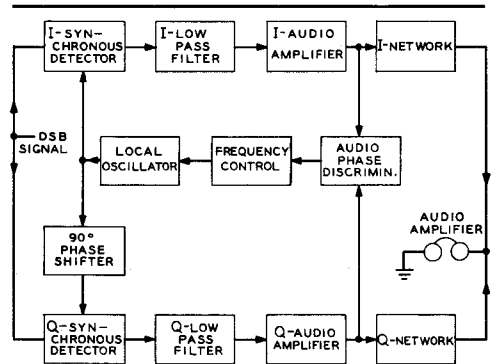 I-SYN-
CHRONOUS
DETECTOR
I-LOW
PASS
FILTER
I-AUDIO
AMPLIFIER
I-NETWORK
DSB
SIGNAL
LOCAL
OSCILLATOR
FREQUENCY
CONTROL
AUDIO
PHASE
DISCRIMIN.
90°
PHASE
SHIFTER
AUDIO
AMPLIFIER
Q-SYN-
CHRONOUS
DETECTOR
Q-LOW
PASS
FILTER
Q-AUDIO
AMPLIFIER
Q-NETWORK